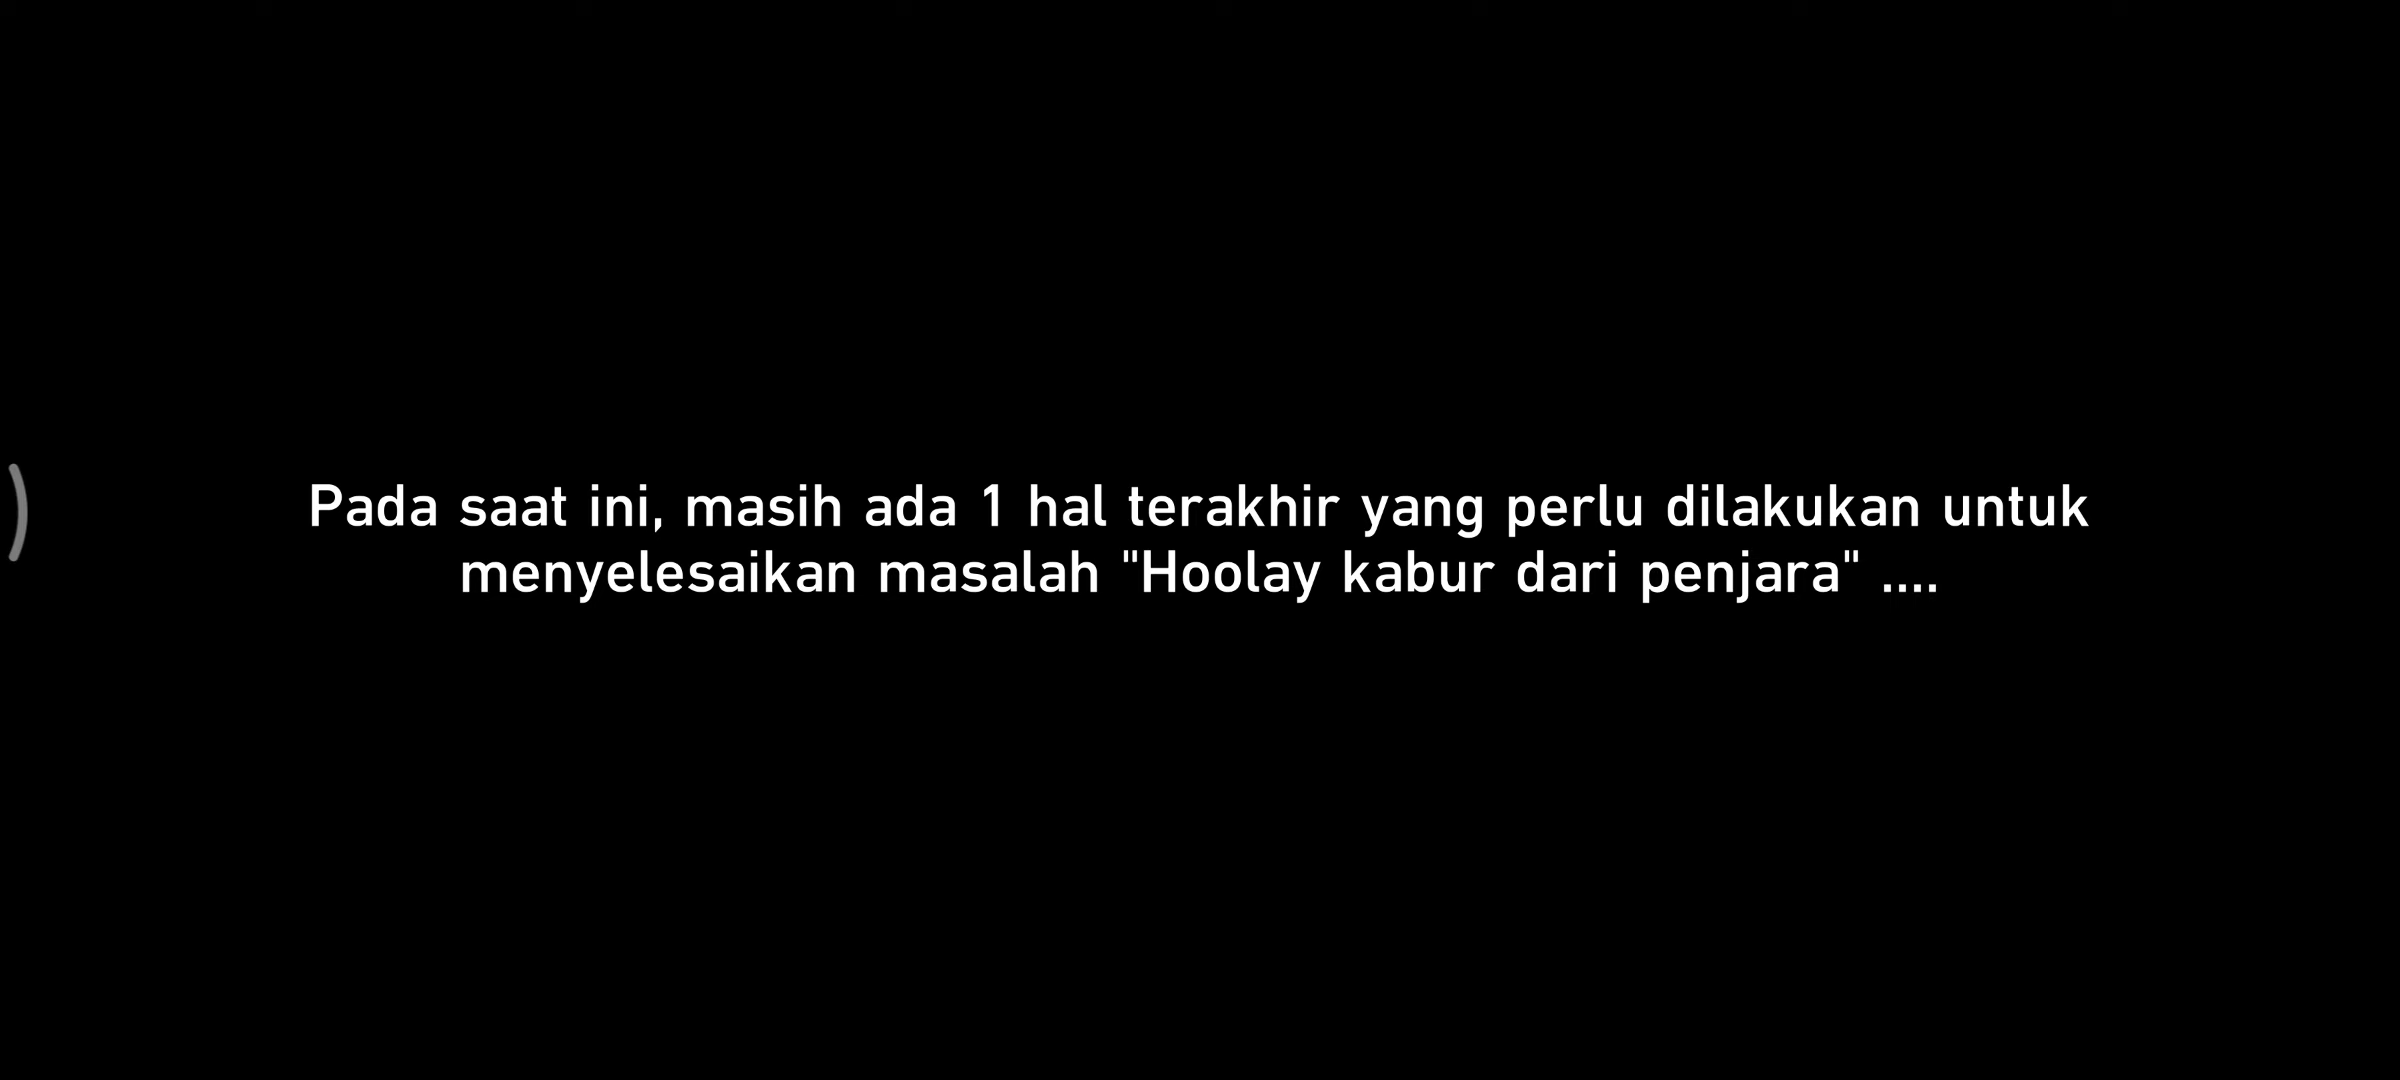 Pada saat ini, masih ada 1 hal terakhir yang perlu dilakukan untuk
menyelesaikan masalah "Hoolay kabur dari penjara" ....